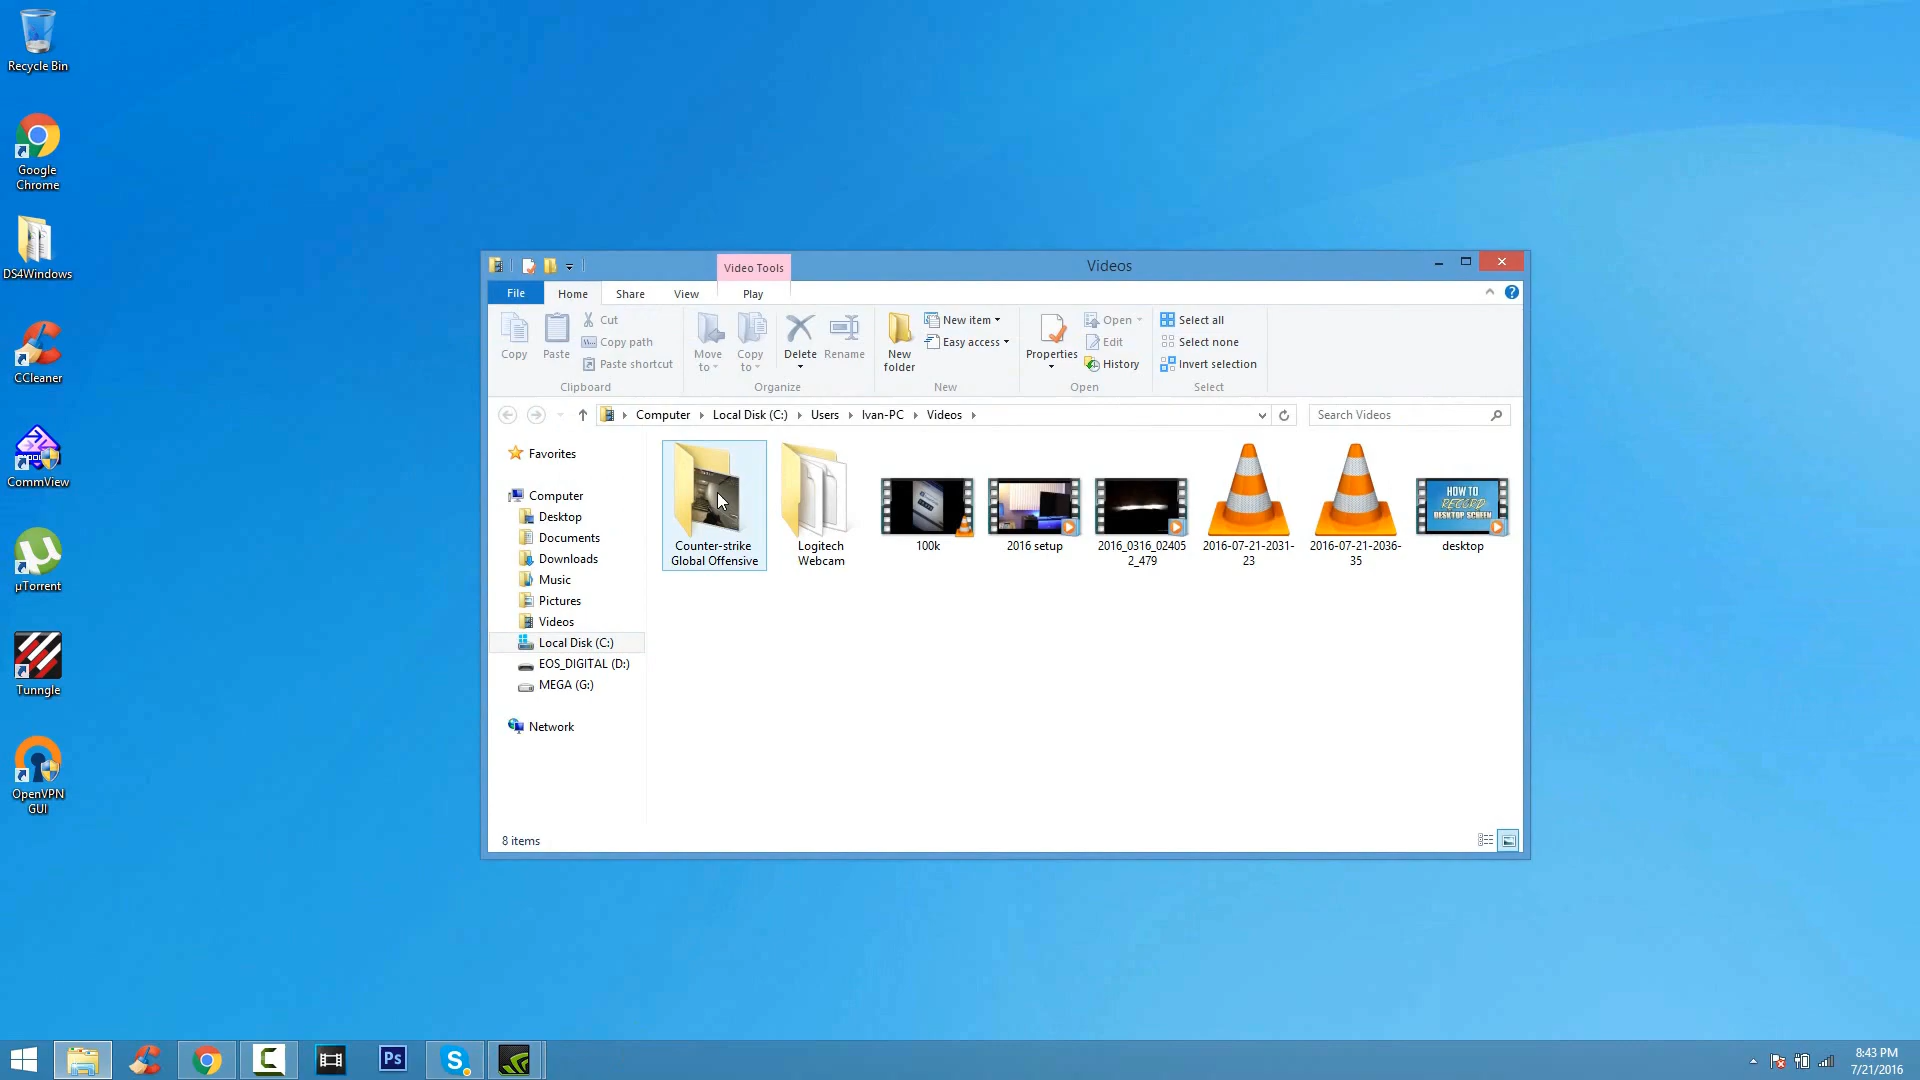 Recycle Bin
Google
Chrome
DS4Windows
CCleaner
CommView
µTorrent
Tunngle
OpenVPN
GUI
Video Tools
Videos
File
Home
Share
View
Play
Copy
Paste
Cut
Copy path
Paste shortcut
Clipboard
Move
to
Copy
to
Delete
Rename
Organize
New
folder
New item
Easy access
New
Properties
Open
Edit
History
Open
Select all
Select none
Invert selection
Select
Computer
Local Disk (C:)
Users
Ivan-PC
Videos
Search Videos
Favorites
Computer
Desktop
Documents
Downloads
Music
Pictures
Videos
Local Disk (C:)
EOS_DIGITAL (D:)
MEGA (G:)
Network
Counter-strike
Global Offensive
Logitech
Webcam
100k
2016 setup
2016_0316_02405
2_479
2016-07-21-2031-
23
2016-07-21-2036-
35
HOW TO
RECORD
DESKTOP SCREEN
desktop
8 items
Ps
8:43 PM
7/21/2016